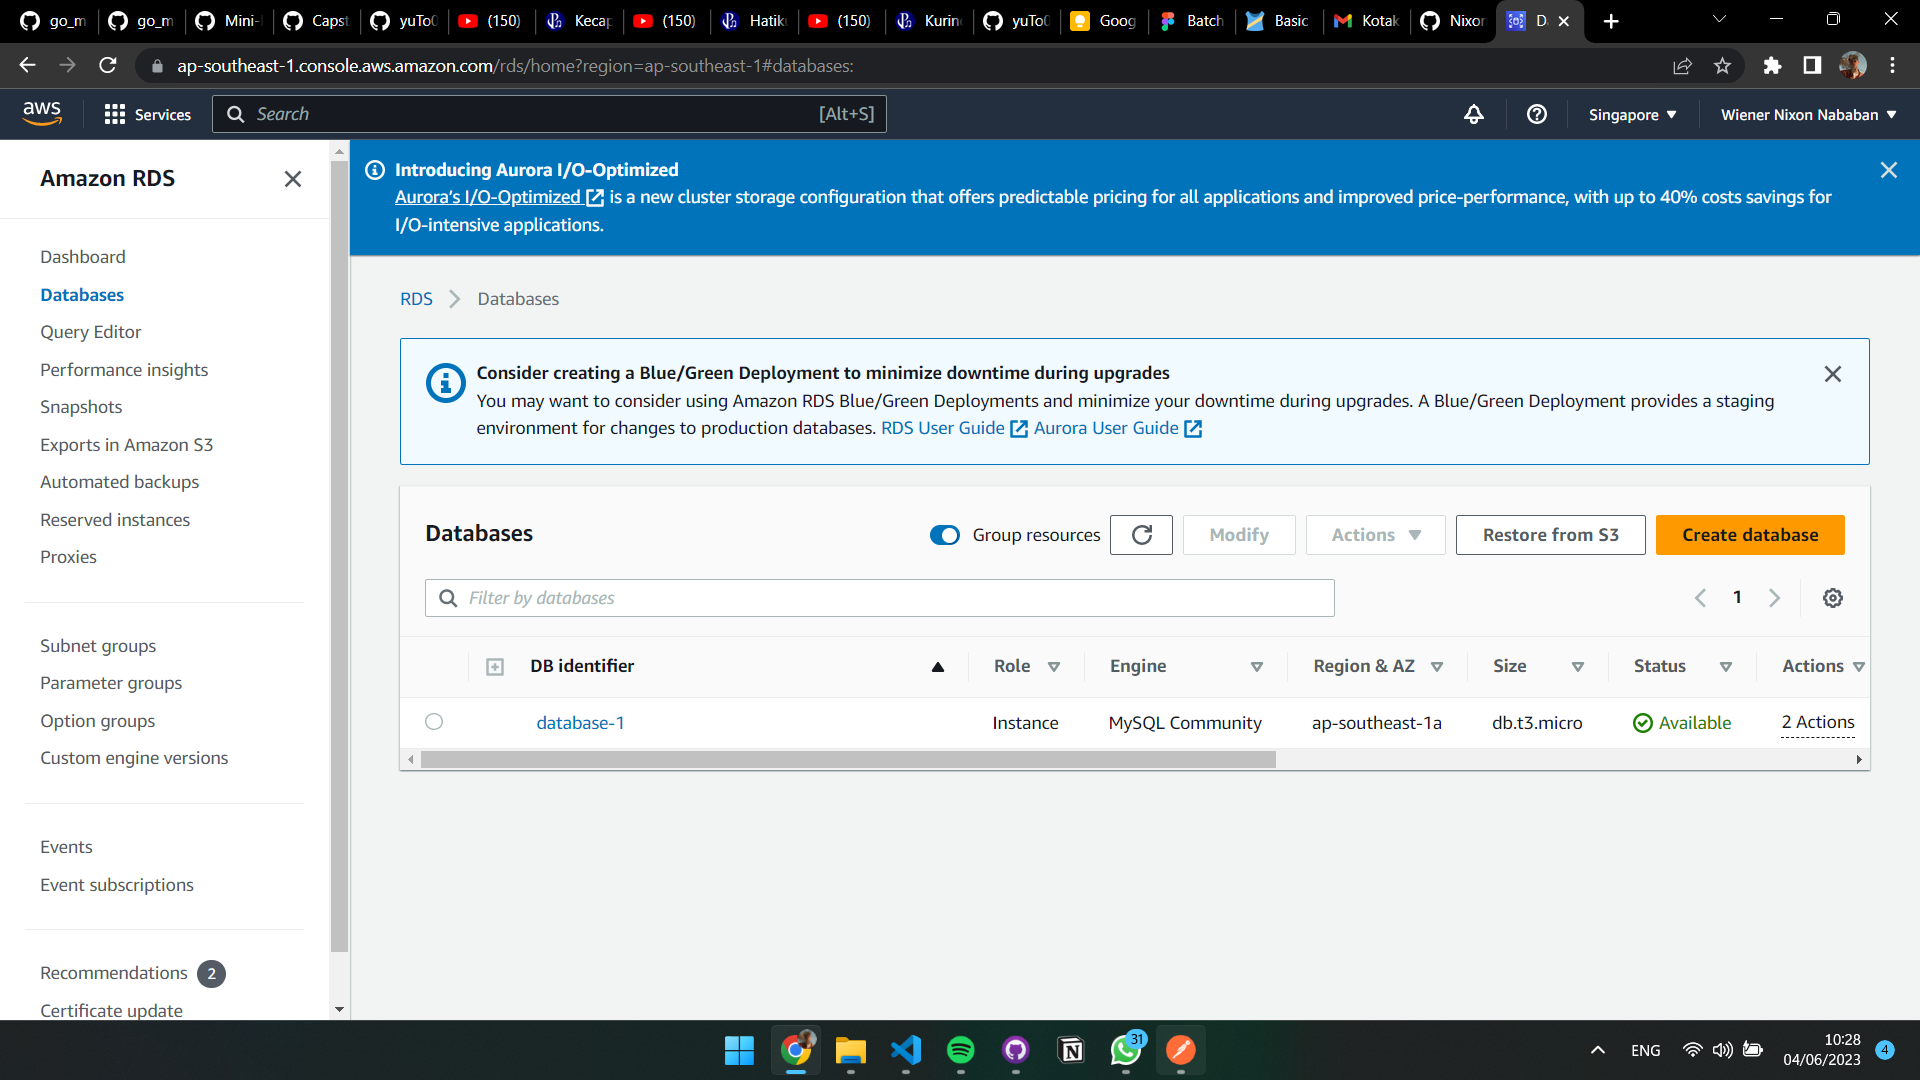 go_m
go_m
Mini-
Capst
yuTo
(150)
Kecap
(150)
Hatik
(150)
Kurin
yuTo
Goog
Batch
Basic
Kotak
Nixon
ap-southeast-1.console.aws.amazon.com/rds/home?region=ap-southeast-1#databases:
aws
Services
Search
[Alt+S]
Singapore
Wiener Nixon Nababan
Amazon RDS
Introducing Aurora I/O-Optimized
Aurora’s I/O-Optimized is a new cluster storage configuration that offers predictable pricing for all applications and improved price-performance, with up to 40% costs savings for
I/O-intensive applications.
Dashboard
Databases
Query Editor
Performance insights
Snapshots
Exports in Amazon S3
Automated backups
Reserved instances
Proxies
Subnet groups
Parameter groups
Option groups
Custom engine versions
Events
Event subscriptions
Recommendations 2
Certificate update
RDS
Databases
Consider creating a Blue/Green Deployment to minimize downtime during upgrades
You may want to consider using Amazon RDS Blue/Green Deployments and minimize your downtime during upgrades. A Blue/Green Deployment provides a staging
environment for changes to production databases. RDS User Guide Aurora User Guide
Databases
Group resources
Modify
Actions
Restore from S3
Create database
Filter by databases
1
DB identifier
Role
Engine
Region & AZ
Size
Status
Actions
database-1
Instance
MySQL Community
ap-southeast-1a
db.t3.micro
Available
2 Actions
31
ENG
10:28
04/06/2023
4